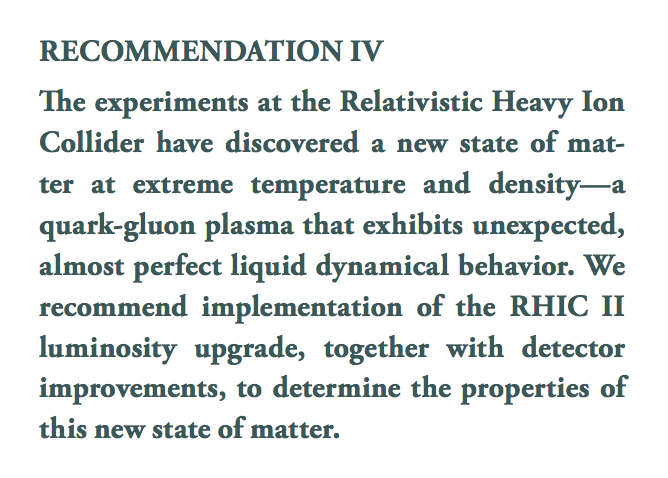 RECOMMENDATION IV
The experiments at the Relativistic Heavy Ion
Collider have discovered a new state of mat-
ter at extreme temperature and density—a
quark-gluon plasma that exhibits unexpected,
almost perfect liquid dynamical behavior. We
recommend implementation of the RHIC II
luminosity upgrade, together with detector
improvements, to determine the properties of
this new state of matter.